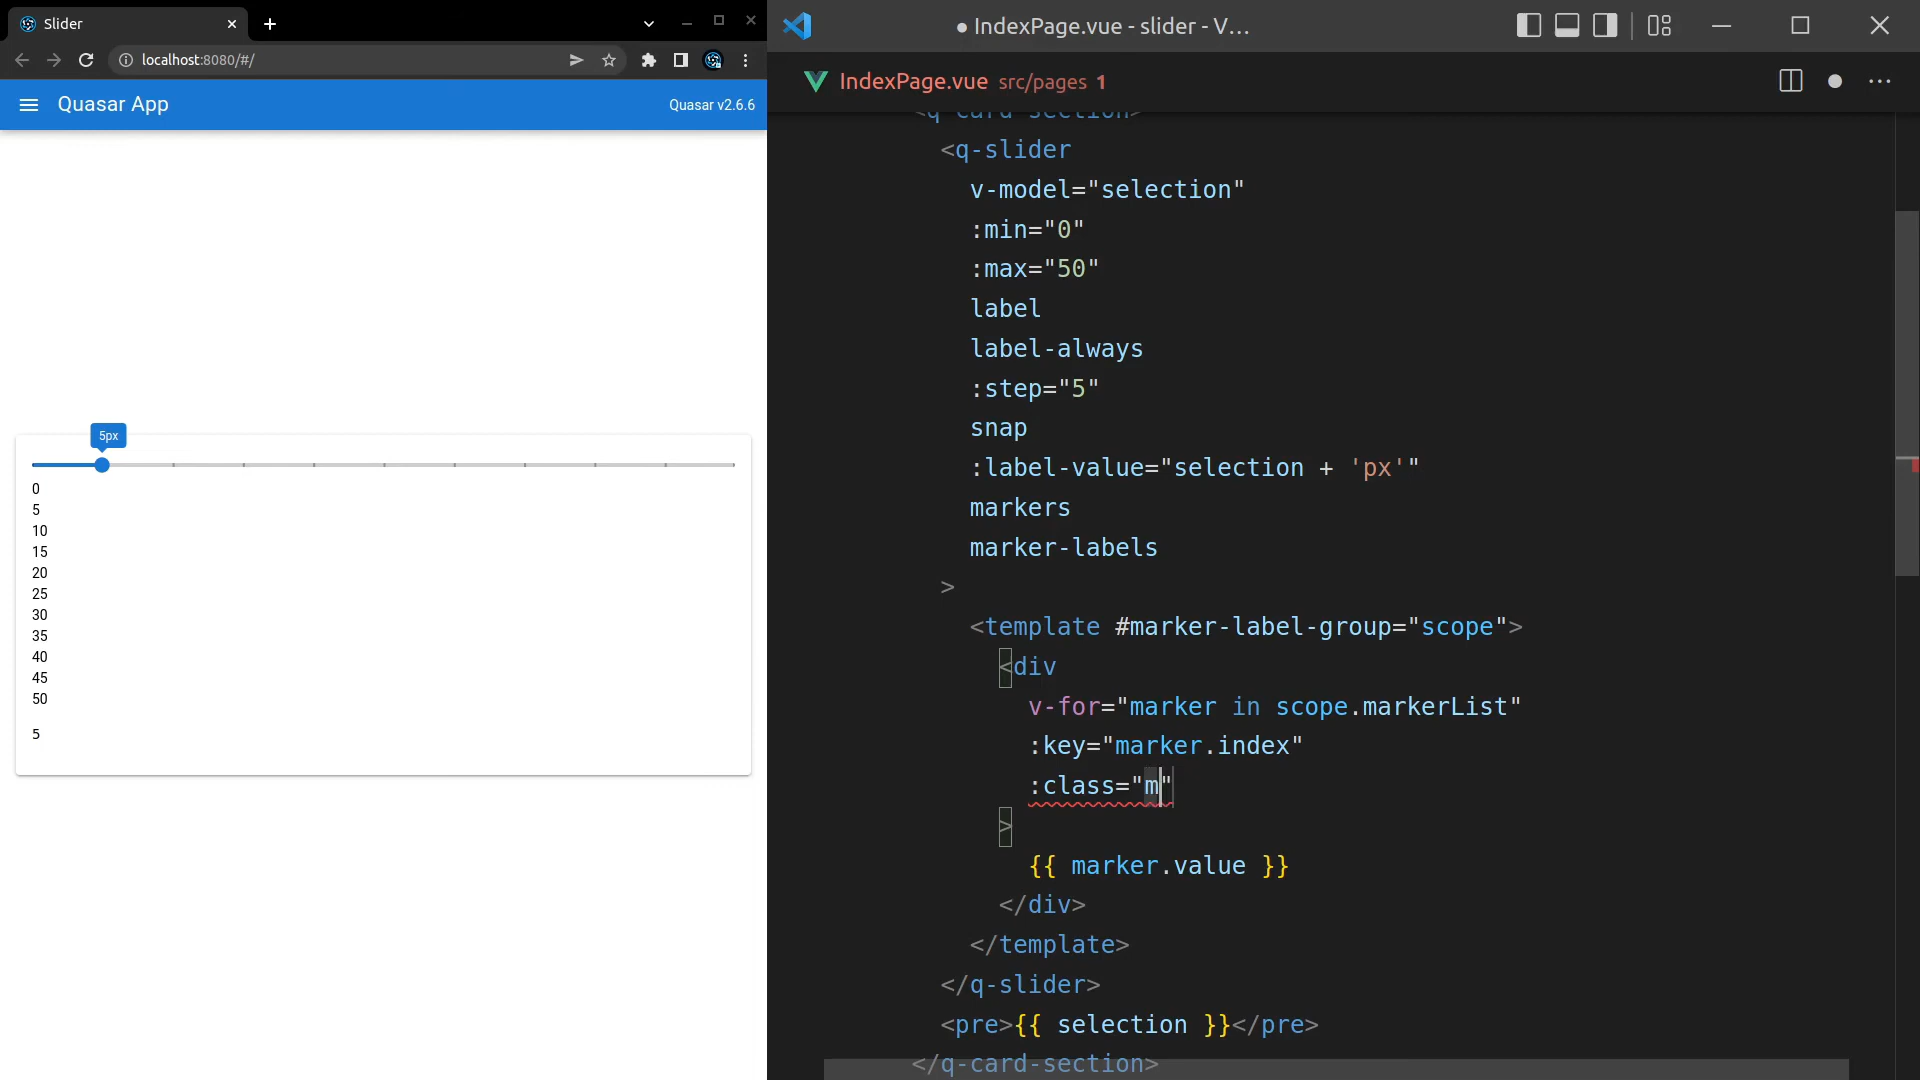 Slider
localhost:8080/#/
Quasar App
Quasar v2.6.6
5px
0
5
10
15
20
25
30
35
40
45
50
5
● IndexPage.vue - slider - V…
IndexPage.vue src/pages 1
<q-card-section>
<q-slider
v-model="selection"
:min="0"
:max="50"
label
label-always
:step="5"
snap
:label-value="selection + 'px'"
markers
marker-labels
>
<template #marker-label-group="scope">
<div
v-for="marker in scope.markerList"
:key="marker.index"
:class="m"
>
{{ marker.value }}
</div>
</template>
</q-slider>
<pre>{{ selection }}</pre>
</q-card-section>